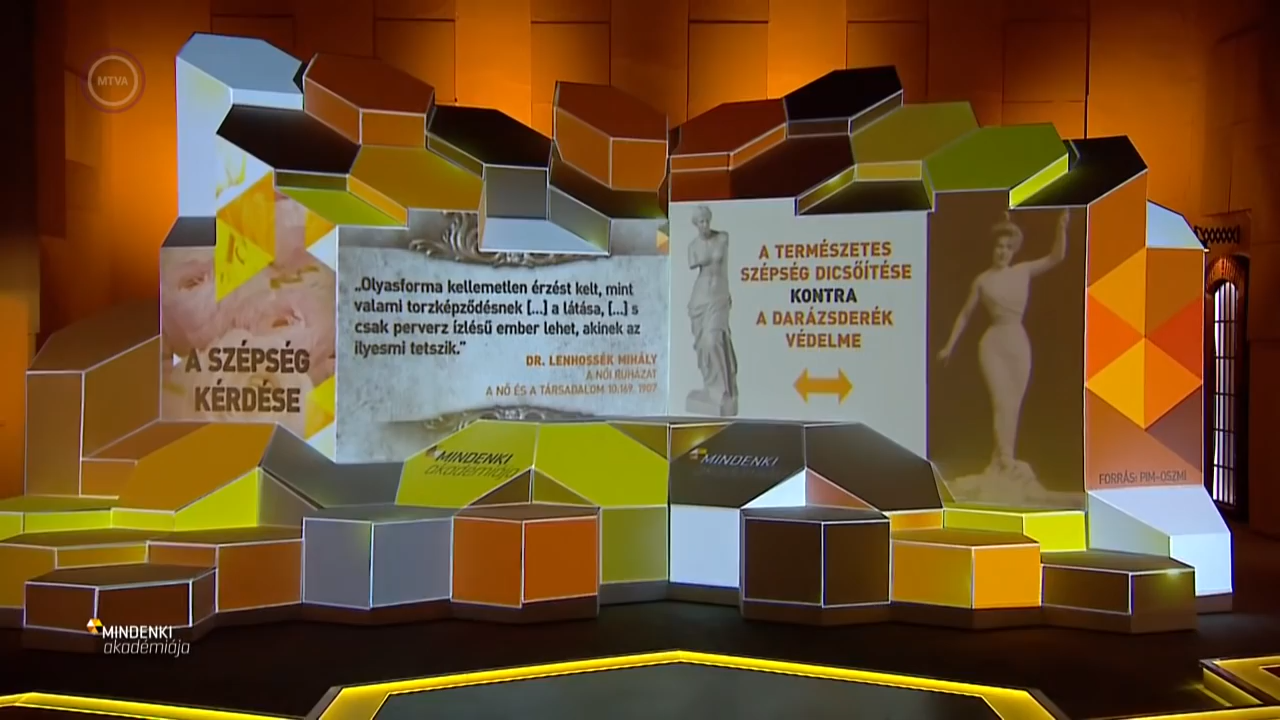 MTVA
A SZÉPSÉG
KÉRDÉSE
„Olyasforma kellemetlen érzést kelt, mint
valami torzképződésnek [...] a látása, [...] s
csak perverz ízlésű ember lehet, akinek az
ilyesmi tetszik.”
DR. LENHOSSÉK MIHÁLY
A NŐI RUHÁZAT
A NŐ ÉS A TÁRSADALOM 10:169. 1907
A TERMÉSZETES
SZÉPSÉG DICSŐÍTÉSE
KONTRA
A DARÁZSDERÉK
VÉDELME
FORRÁS: PIM–OSZMI
MINDENKI
akadémiája
MINDENKI
MINDENKI
akadémiája